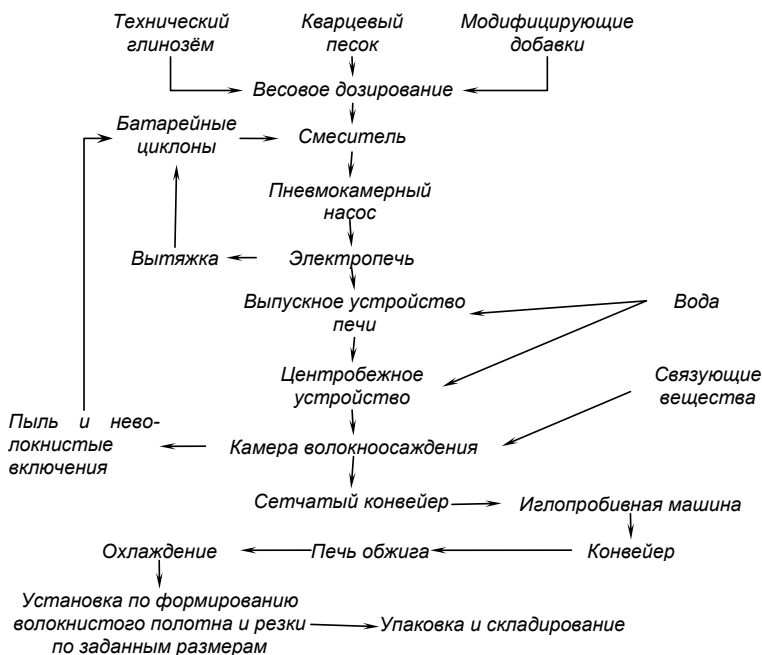 Технический
глинозём
Кварцевый
песок
Модифицирующие
добавки
Весовое дозирование
Батарейные
циклоны
Смеситель
Пневмокамерный
насос
Вытяжка
Электропечь
Выпускное устройство
печи
Вода
Центробежное
устройство
Связующие
вещества
Пыль и нево-
локнистые
включения
Камера волокноосаждения
Сетчатый конвейер
Иглопробивная машина
Охлаждение
Печь обжига
Конвейер
Установка по формированию
волокнистого полотна и резки
по заданным размерам
Упаковка и складирование